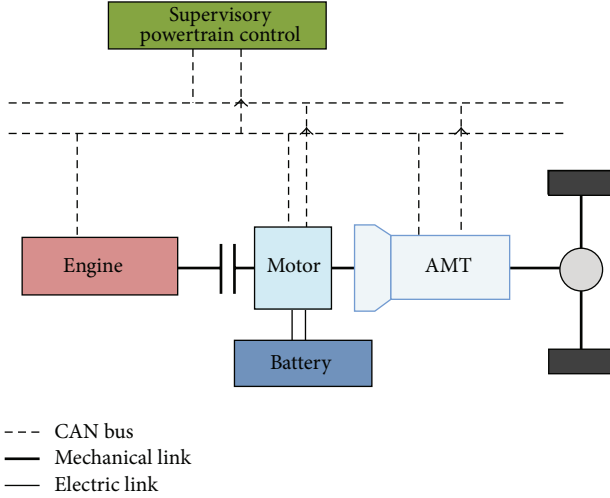 Supervisory
powertrain control
Engine
Motor
AMT
Battery
CAN bus
Mechanical link
Electric link